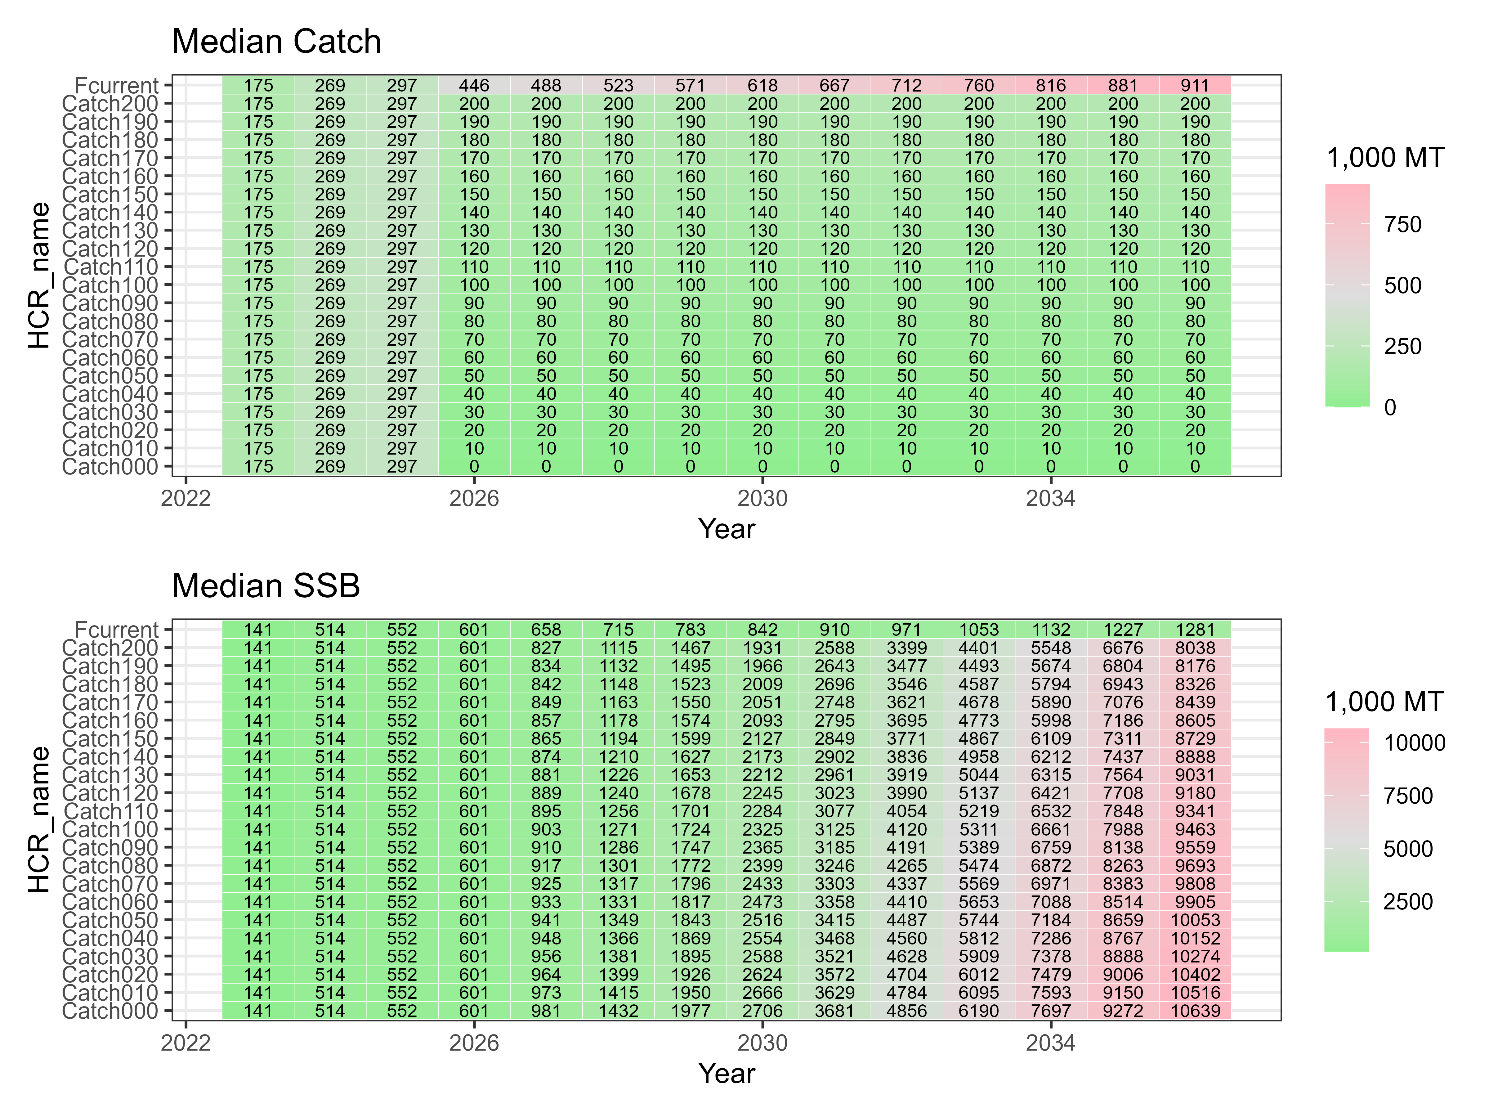 Median Catch
Fcurrent 175 269 297 446 488 523 571 618 667 712 760 816 881 911
Catch200 175 269 297 200 200 200 200 200 200 200 200 200 200 200
Catch190 175 269 297 190 190 190 190 190 190 190 190 190 190 190
Catch180 175 269 297 180 180 180 180 180 180 180 180 180 180 180
Catch170 175 269 297 170 170 170 170 170 170 170 170 170 170 170
Catch160 175 269 297 160 160 160 160 160 160 160 160 160 160 160
Catch150 175 269 297 150 150 150 150 150 150 150 150 150 150 150
Catch140 175 269 297 140 140 140 140 140 140 140 140 140 140 140
Catch130 175 269 297 130 130 130 130 130 130 130 130 130 130 130
Catch120 175 269 297 120 120 120 120 120 120 120 120 120 120 120
Catch110 175 269 297 110 110 110 110 110 110 110 110 110 110 110
Catch100 175 269 297 100 100 100 100 100 100 100 100 100 100 100
Catch090 175 269 297 90 90 90 90 90 90 90 90 90 90 90
Catch080 175 269 297 80 80 80 80 80 80 80 80 80 80 80
Catch070 175 269 297 70 70 70 70 70 70 70 70 70 70 70
Catch060 175 269 297 60 60 60 60 60 60 60 60 60 60 60
Catch050 175 269 297 50 50 50 50 50 50 50 50 50 50 50
Catch040 175 269 297 40 40 40 40 40 40 40 40 40 40 40
Catch030 175 269 297 30 30 30 30 30 30 30 30 30 30 30
Catch020 175 269 297 20 20 20 20 20 20 20 20 20 20 20
Catch010 175 269 297 10 10 10 10 10 10 10 10 10 10 10
Catch000 175 269 297 0 0 0 0 0 0 0 0 0 0 0
HCR_name
2022 2026 2030 2034
Year
1,000 MT
750
500
250
0
Median SSB
Fcurrent 141 514 552 601 658 715 783 842 910 971 1053 1132 1227 1281
Catch200 141 514 552 601 827 1115 1467 1931 2588 3399 4401 5548 6676 8038
Catch190 141 514 552 601 834 1132 1495 1966 2643 3477 4493 5674 6804 8176
Catch180 141 514 552 601 842 1148 1523 2009 2696 3546 4587 5794 6943 8326
Catch170 141 514 552 601 849 1163 1550 2051 2748 3621 4678 5890 7076 8439
Catch160 141 514 552 601 857 1178 1574 2093 2795 3695 4773 5998 7186 8605
Catch150 141 514 552 601 865 1194 1599 2127 2849 3771 4867 6109 7311 8729
Catch140 141 514 552 601 874 1210 1627 2173 2902 3836 4958 6212 7437 8888
Catch130 141 514 552 601 881 1226 1653 2212 2961 3919 5044 6315 7564 9031
Catch120 141 514 552 601 889 1240 1678 2245 3023 3990 5137 6421 7708 9180
Catch110 141 514 552 601 895 1256 1701 2284 3077 4054 5219 6532 7848 9341
Catch100 141 514 552 601 903 1271 1724 2325 3125 4120 5311 6661 7988 9463
Catch090 141 514 552 601 910 1286 1747 2365 3185 4191 5389 6759 8138 9559
Catch080 141 514 552 601 917 1301 1772 2399 3246 4265 5474 6872 8263 9693
Catch070 141 514 552 601 925 1317 1796 2433 3303 4337 5569 6971 8383 9808
Catch060 141 514 552 601 933 1331 1817 2473 3358 4410 5653 7088 8514 9905
Catch050 141 514 552 601 941 1349 1843 2516 3415 4487 5744 7184 8659 10053
Catch040 141 514 552 601 948 1366 1869 2554 3468 4560 5812 7286 8767 10152
Catch030 141 514 552 601 956 1381 1895 2588 3521 4628 5909 7378 8888 10274
Catch020 141 514 552 601 964 1399 1926 2624 3572 4704 6012 7479 9006 10402
Catch010 141 514 552 601 973 1415 1950 2666 3629 4784 6095 7593 9150 10516
Catch000 141 514 552 601 981 1432 1977 2706 3681 4856 6190 7697 9272 10639
HCR_name
2022 2026 2030 2034
Year
1,000 MT
10000
7500
5000
2500